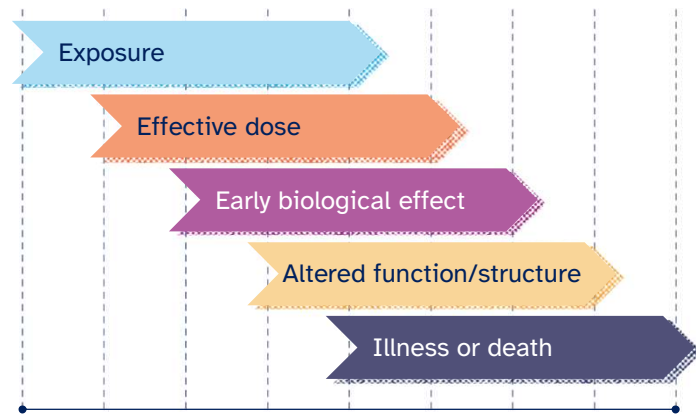 Exposure
Effective dose
Early biological effect
Altered function/structure
Illness or death